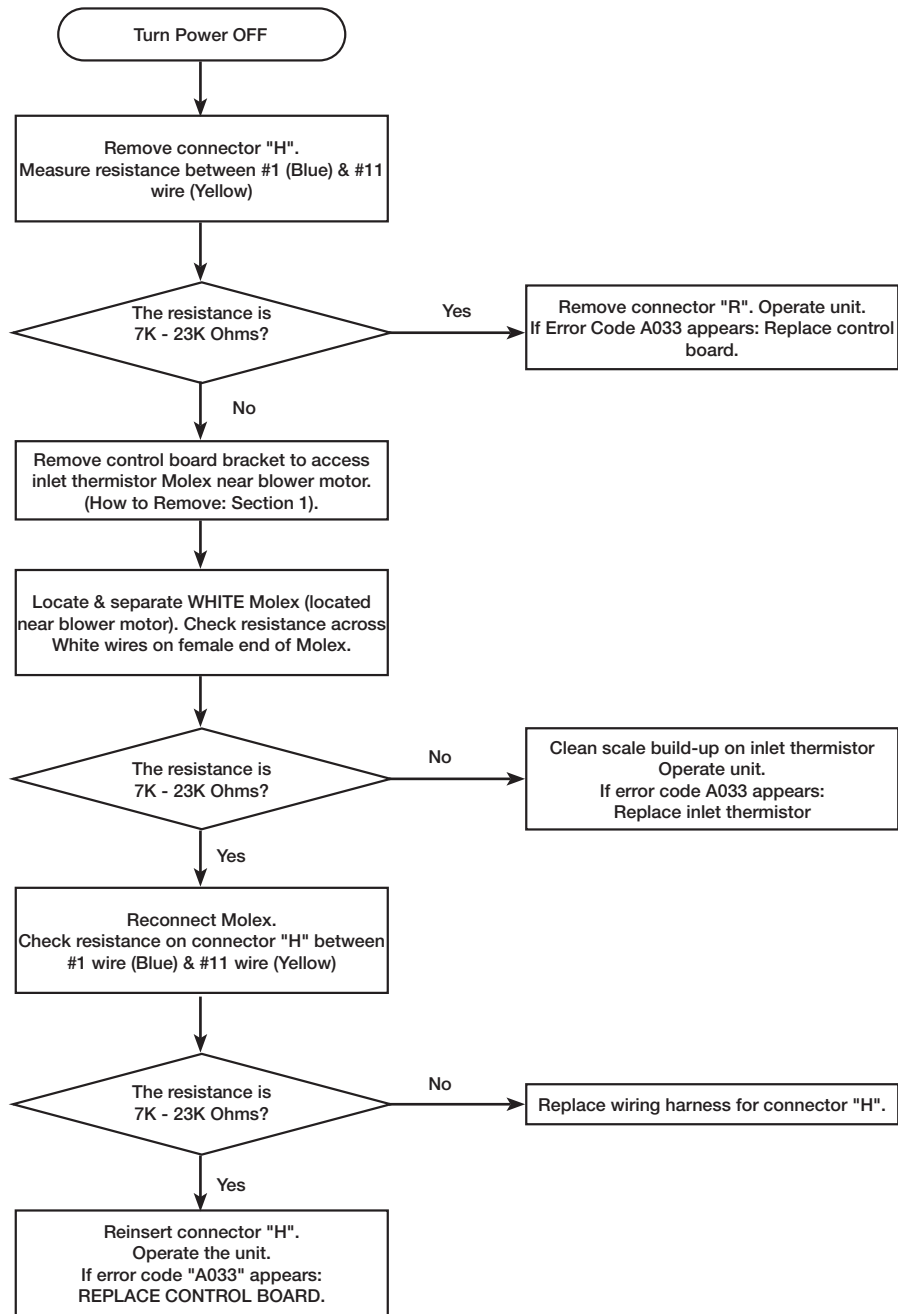 Turn Power OFF
Remove connector "H".
Measure resistance between #1 (Blue) & #11
wire (Yellow)
The resistance is
7K - 23K Ohms?
Yes
Remove connector "R". Operate unit.
If Error Code A033 appears: Replace control
board.
No
Remove control board bracket to access
inlet thermistor Molex near blower motor.
(How to Remove: Section 1).
Locate & separate WHITE Molex (located
near blower motor). Check resistance across
White wires on female end of Molex.
The resistance is
7K - 23K Ohms?
No
Clean scale build-up on inlet thermistor
Operate unit.
If error code A033 appears:
Replace inlet thermistor
Yes
Reconnect Molex.
Check resistance on connector "H" between
#1 wire (Blue) & #11 wire (Yellow)
The resistance is
7K - 23K Ohms?
No
Replace wiring harness for connector "H".
Yes
Reinsert connector "H".
Operate the unit.
If error code "A033" appears:
REPLACE CONTROL BOARD.